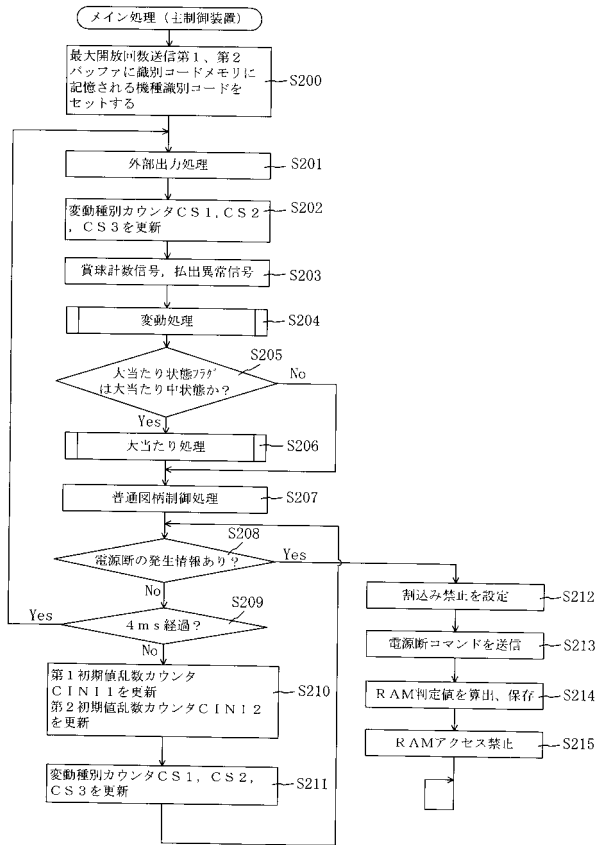 メイン処理（主制御装置）
最大開放回数送信第１、第２
バッファに識別コードメモリに
記憶される機種識別コードを
セットする
S200
外部出力処理
S201
変動種別カウンタＣＳ１，ＣＳ２
，ＣＳ３を更新
S202
賞球計数信号，払出異常信号
S203
変動処理
S204
大当たり状態ﾌﾗｸﾞ
は大当たり中状態か？
S205
No
Yes
大当たり処理
S206
普通図柄制御処理
S207
電源断の発生情報あり？
S208
Yes
No
４ｍｓ経過？
S209
Yes
No
第１初期値乱数カウンタ
ＣＩＮＩ１を更新
第２初期値乱数カウンタＣＩＮＩ２
を更新
S210
変動種別カウンタＣＳ１，ＣＳ２，
ＣＳ３を更新
S211
割込み禁止を設定
S212
電源断コマンドを送信
S213
ＲＡＭ判定値を算出、保存
S214
ＲＡＭアクセス禁止
S215